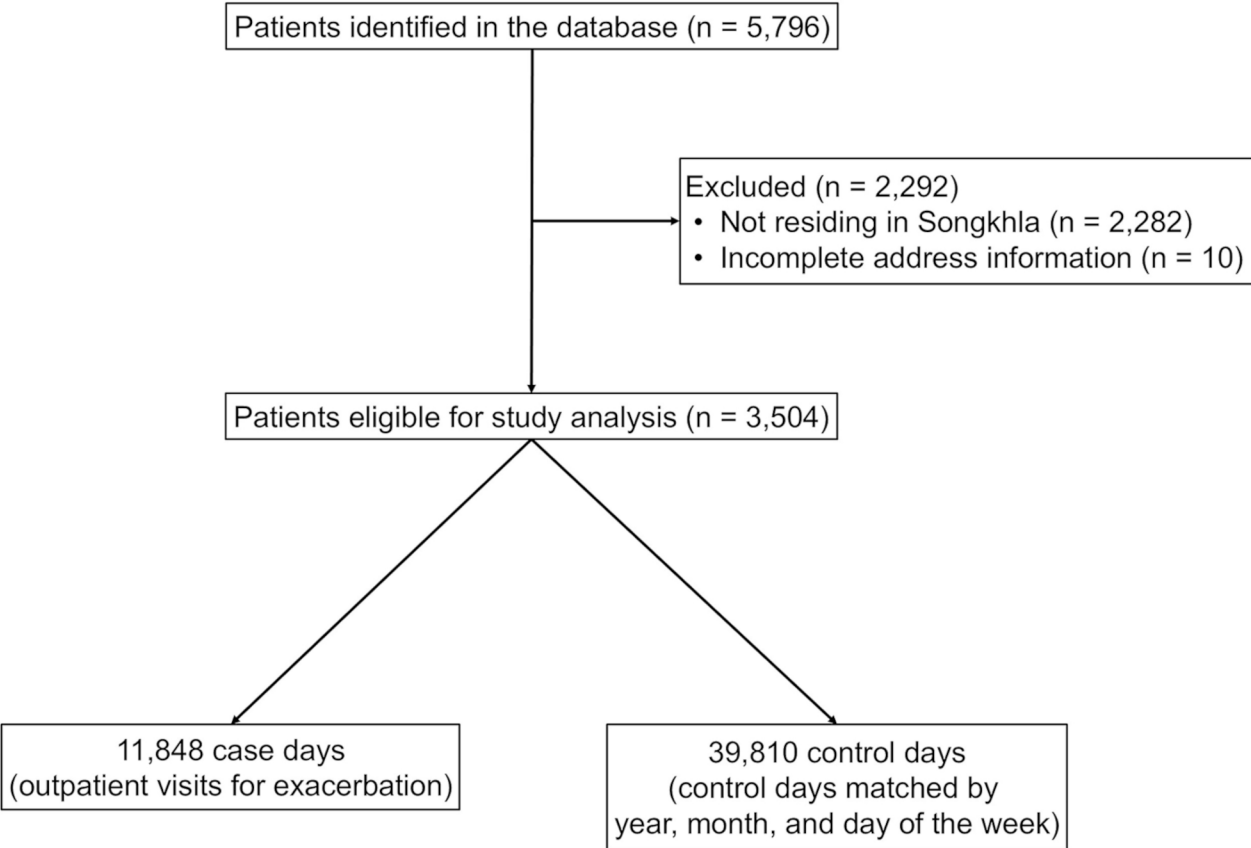 Patients identified in the database (n = 5,796)
Excluded (n = 2,292)
• Not residing in Songkhla (n = 2,282)
• Incomplete address information (n = 10)
Patients eligible for study analysis (n = 3,504)
11,848 case days
(outpatient visits for exacerbation)
39,810 control days
(control days matched by
year, month, and day of the week)